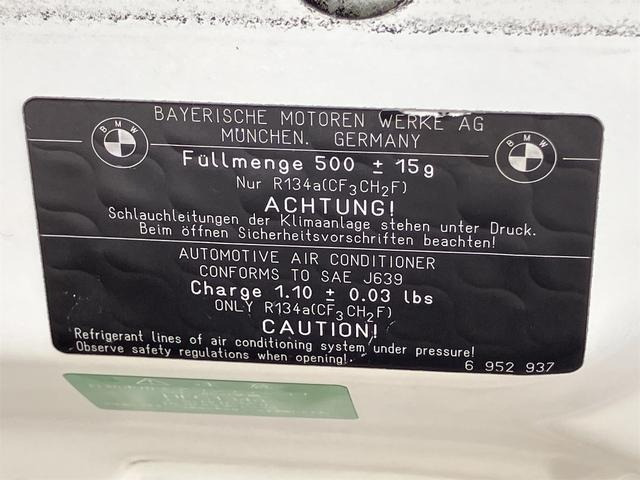 BAYERISCHE MOTOREN WERKE AG
MÜNCHEN. GERMANY
BMW
BMW
Füllmenge 500 ± 15g
Nur R134a(CF3CH2F)
ACHTUNG!
Schlauchleitungen der Klimaanlage stehen unter Druck.
Beim öffnen Sicherheitsvorschriften beachten!
AUTOMOTIVE AIR CONDITIONER
CONFORMS TO SAE J639
Charge 1.10 ± 0.03 lbs
ONLY R134a(CF3CH2F)
CAUTION!
Refrigerant lines of air conditioning system under pressure!
Observe safety regulations when opening!
6 952 937